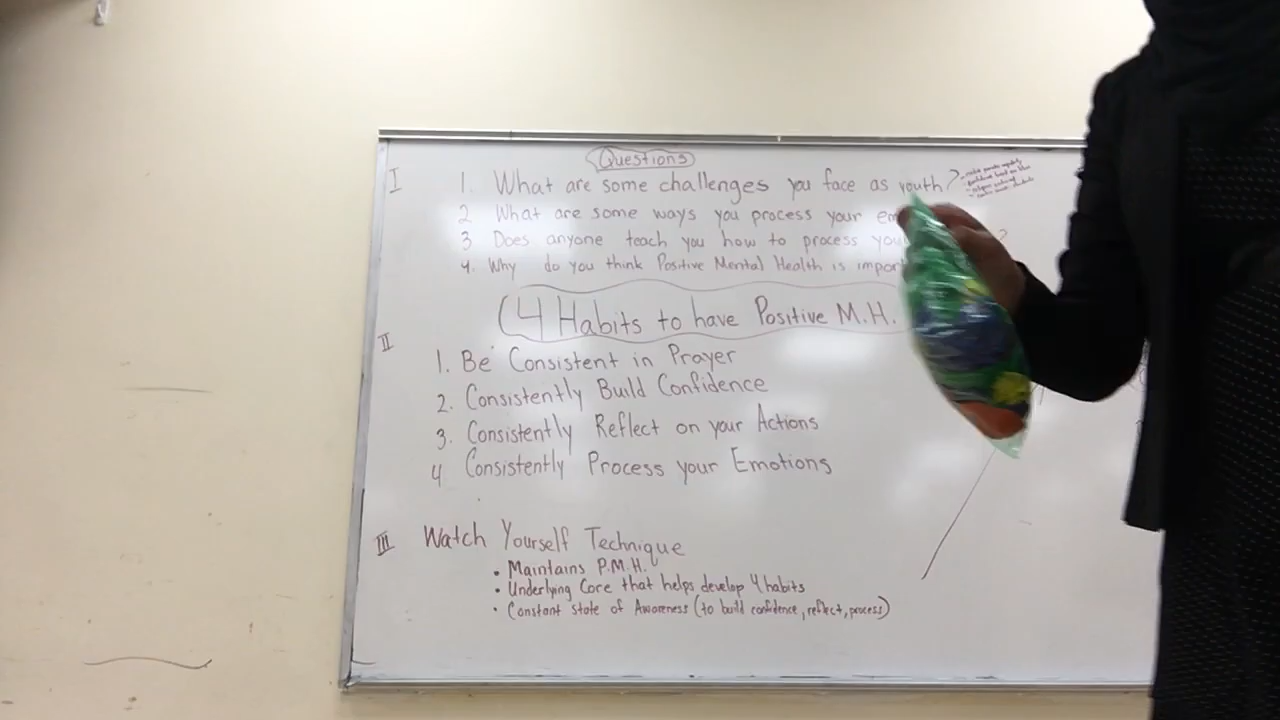 Questions
I 1. What are some challenges you face as youth?
2 What are some ways you process your
3 Does anyone teach you how to process
4. Why do you think Positive Mental Health is
4 Habits to have Positive M.H.
II
1. Be Consistent in Prayer
2. Consistently Build Confidence
3. Consistently Reflect on your Actions
4 Consistently Process your Emotions
III Watch Yourself Technique
• Maintains P.M.H.
• Underlying Core that helps develop 4 habits
• Constant state of Awareness (to build confidence, reflect, process)